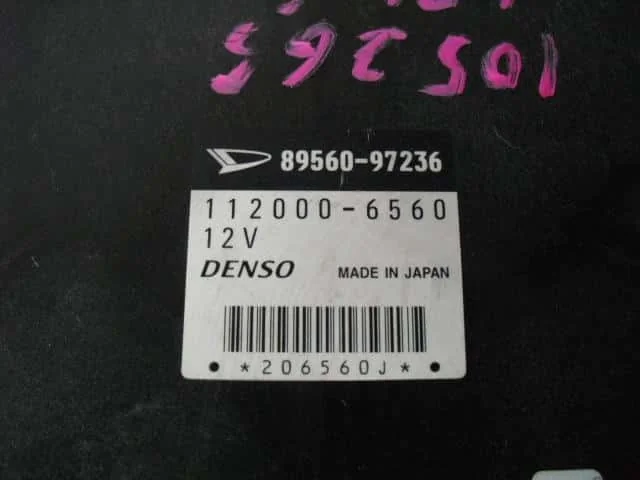 89560-97236
112000-6560
12V
DENSO MADE IN JAPAN
*206560J*